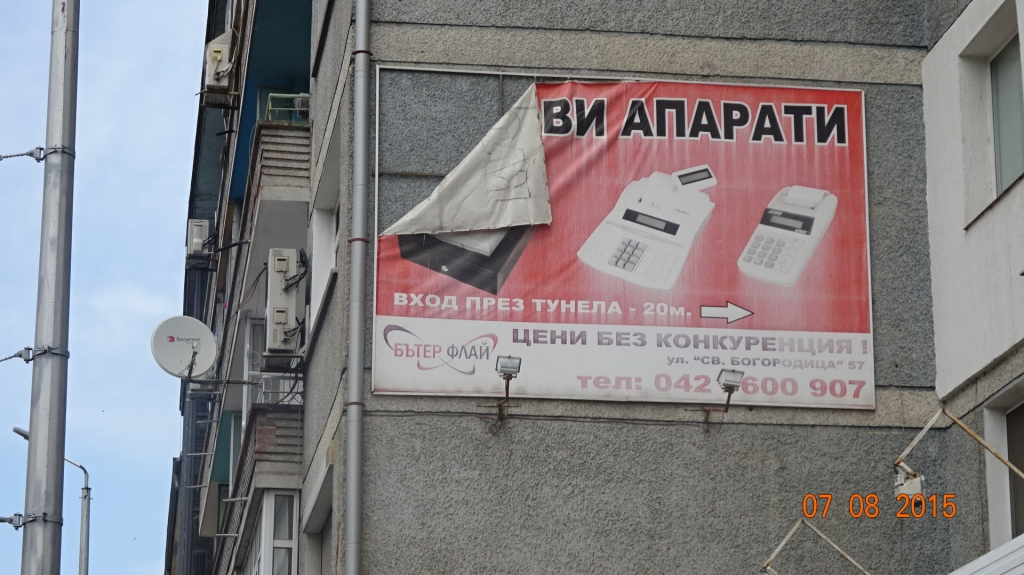 ВИ АПАРАТИ
ВХОД ПРЕЗ ТУНЕЛА - 20м.
БЪТЕР ФЛАЙ
ЦЕНИ БЕЗ КОНКУРЕНЦИЯ !
ул. "СВ. БОГОРОДИЦА" 57
тел: 042 600 907
07 08 2015